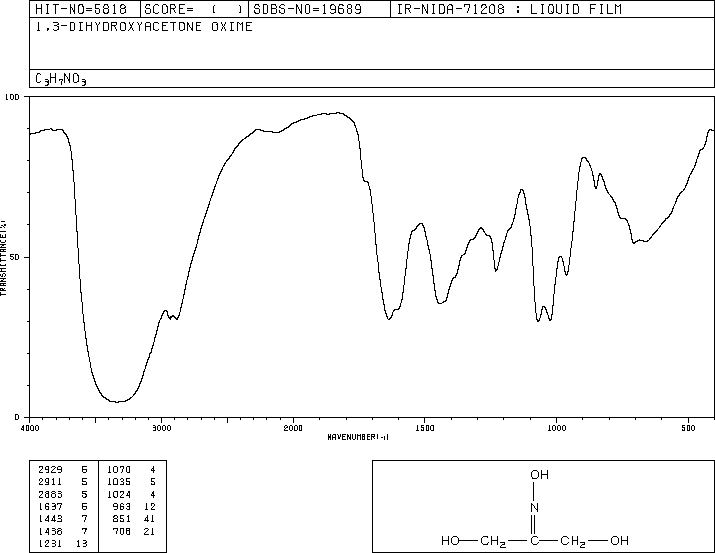 HIT-NO=5818 SCORE= ( ) SDBS-NO=19689 IR-NIDA-71208 : LIQUID FILM
1,3-DIHYDROXYACETONE OXIME
C3H7NO3
100
50
0
TRANSMITTANCE(%)
4000 3000 2000 1500 1000 500
WAVENUMBER(-1)
2929 6 1070 4
2911 5 1035 5
2883 5 1024 4
1637 6 963 12
1443 7 851 41
1438 7 708 21
1231 13
OH
N
HO CH2 C CH2 OH